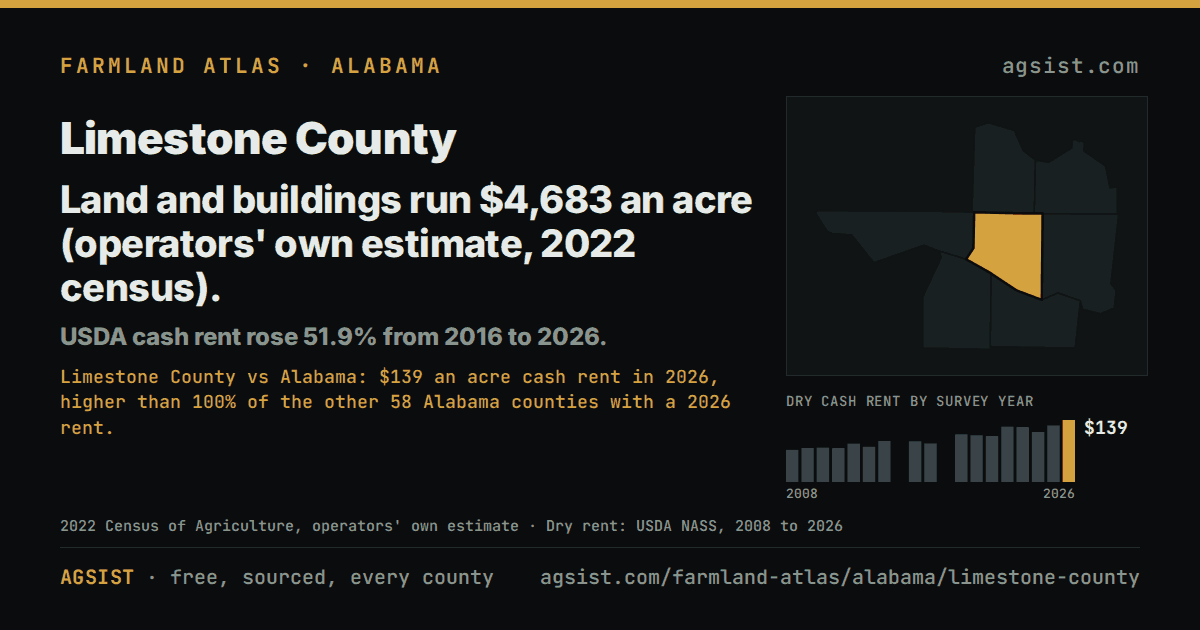 FARMLAND ATLAS · ALABAMA
agsist.com
Limestone County
Land and buildings run $4,683 an acre
(operators' own estimate, 2022
census).
USDA cash rent rose 51.9% from 2016 to 2026.
Limestone County vs Alabama: $139 an acre cash rent in 2026,
higher than 100% of the other 58 Alabama counties with a 2026
rent.
DRY CASH RENT BY SURVEY YEAR
$139
2008
2026
2022 Census of Agriculture, operators' own estimate · Dry rent: USDA NASS, 2008 to 2026
AGSIST · free, sourced, every county
agsist.com/farmland-atlas/alabama/limestone-county